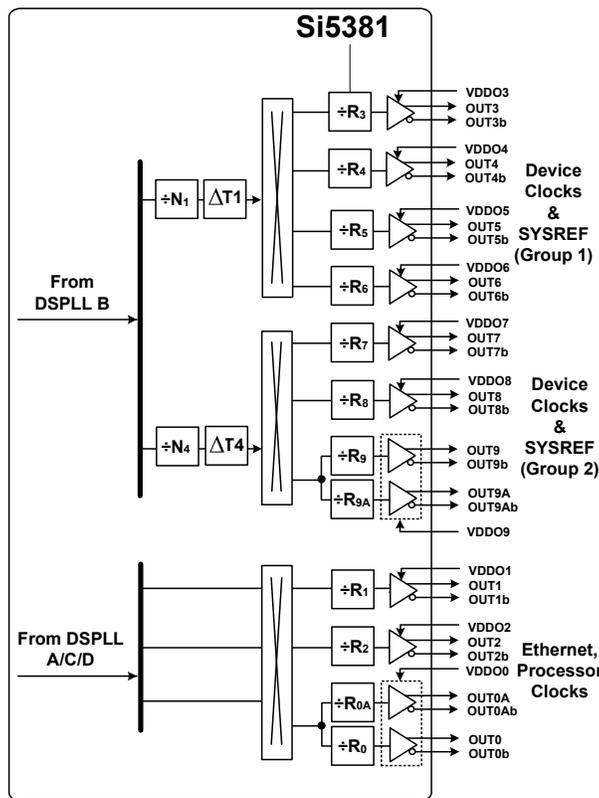 Si5381
÷R3
VDDO3
OUT3
OUT3b
÷R4
VDDO4
OUT4
OUT4b
÷N1
ΔT1
÷R5
VDDO5
OUT5
OUT5b
÷R6
VDDO6
OUT6
OUT6b
Device
Clocks
&
SYSREF
(Group 1)
From
DSPLL B
÷R7
VDDO7
OUT7
OUT7b
÷R8
VDDO8
OUT8
OUT8b
÷N4
ΔT4
÷R9
OUT9
OUT9b
÷R9A
OUT9A
OUT9Ab
VDDO9
Device
Clocks
&
SYSREF
(Group 2)
From DSPLL
A/C/D
÷R1
VDDO1
OUT1
OUT1b
÷R2
VDDO2
OUT2
OUT2b
VDDO0
÷R0A
OUT0A
OUT0Ab
÷R0
OUT0
OUT0b
Ethernet,
Processor
Clocks